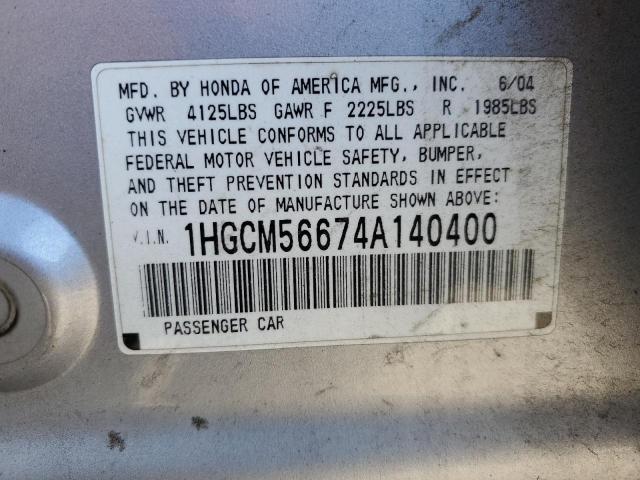 MFD. BY HONDA OF AMERICA MFG., INC. 6/04
GVWR 4125LBS GAWR F 2225LBS R 1985LBS
THIS VEHICLE CONFORMS TO ALL APPLICABLE
FEDERAL MOTOR VEHICLE SAFETY, BUMPER,
AND THEFT PREVENTION STANDARDS IN EFFECT
ON THE DATE OF MANUFACTURE SHOWN ABOVE:
V.I.N. 1HGCM56674A140400
PASSENGER CAR